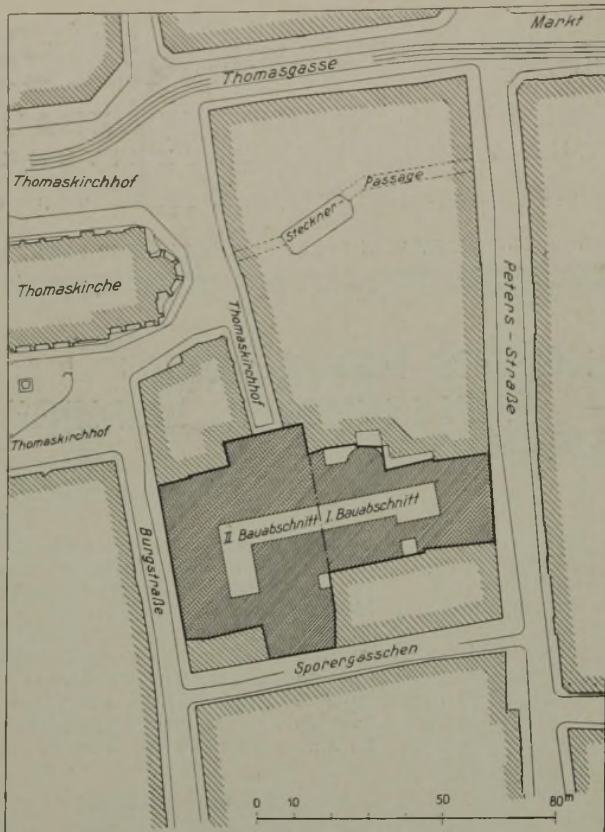 Markt
Thomasgasse
Thomaskirchhof
Steckner-
Passage
Thomaskirche
Peters-Straße
Thomaskirchhof
Thomaskirchhof
II Bauabschnitt
I. Bauabschnitt
Burgstraße
Sporergässchen
0 10 50 80m